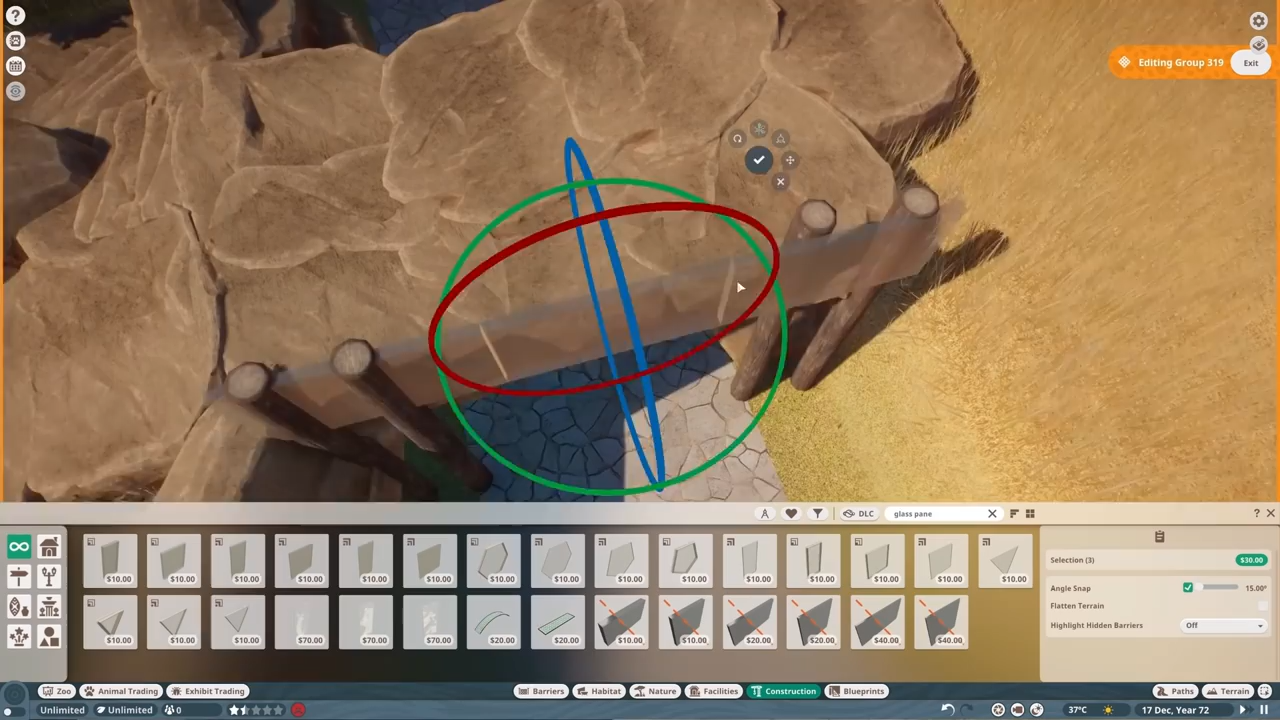 Editing Group 319
Exit
DLC
glass pane
$10.00 $10.00 $10.00 $10.00 $10.00 $10.00 $10.00 $10.00 $10.00 $10.00 $10.00 $10.00 $10.00 $10.00 $10.00
$10.00 $10.00 $10.00 $70.00 $70.00 $70.00 $20.00 $20.00 $10.00 $10.00 $20.00 $20.00 $40.00 $40.00
Selection (3) $30.00
Angle Snap 15.00°
Flatten Terrain
Highlight Hidden Barriers Off
Zoo Animal Trading Exhibit Trading Barriers Habitat Nature Facilities Construction Blueprints Paths Terrain
Unlimited Unlimited 0 37°C 17 Dec, Year 72